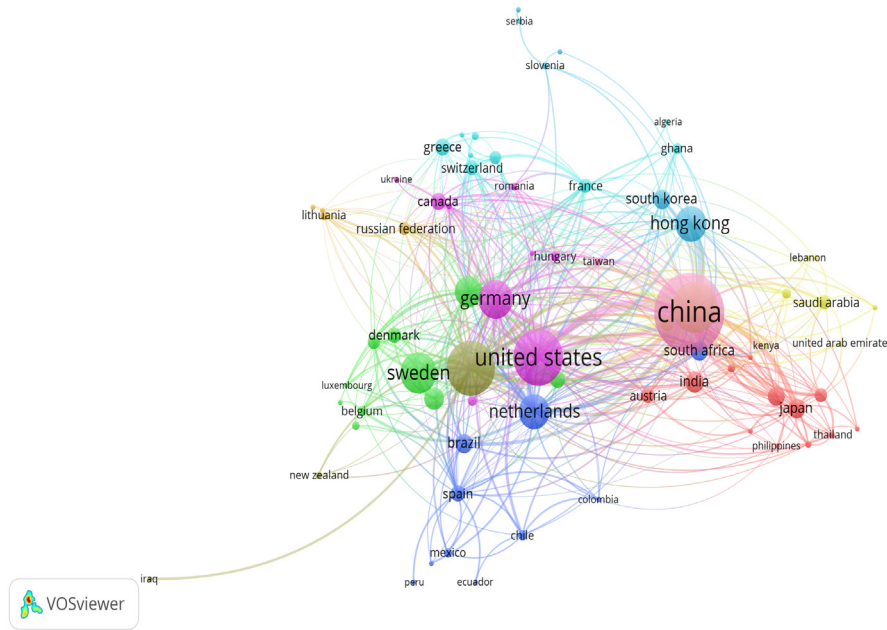 serbia
slovenia
algeria
greece
ghana
switzerland
ukraine
romania
france
canada
south korea
lithuania
hong kong
russian federation
hungary
taiwan
lebanon
germany
saudi arabia
china
denmark
united arab emirate
kenya
south africa
united states
sweden
luxembourg
india
austria
netherlands
japan
belgium
brazil
thailand
philippines
new zealand
spain
colombia
chile
mexico
iraq
peru
ecuador
VOSviewer